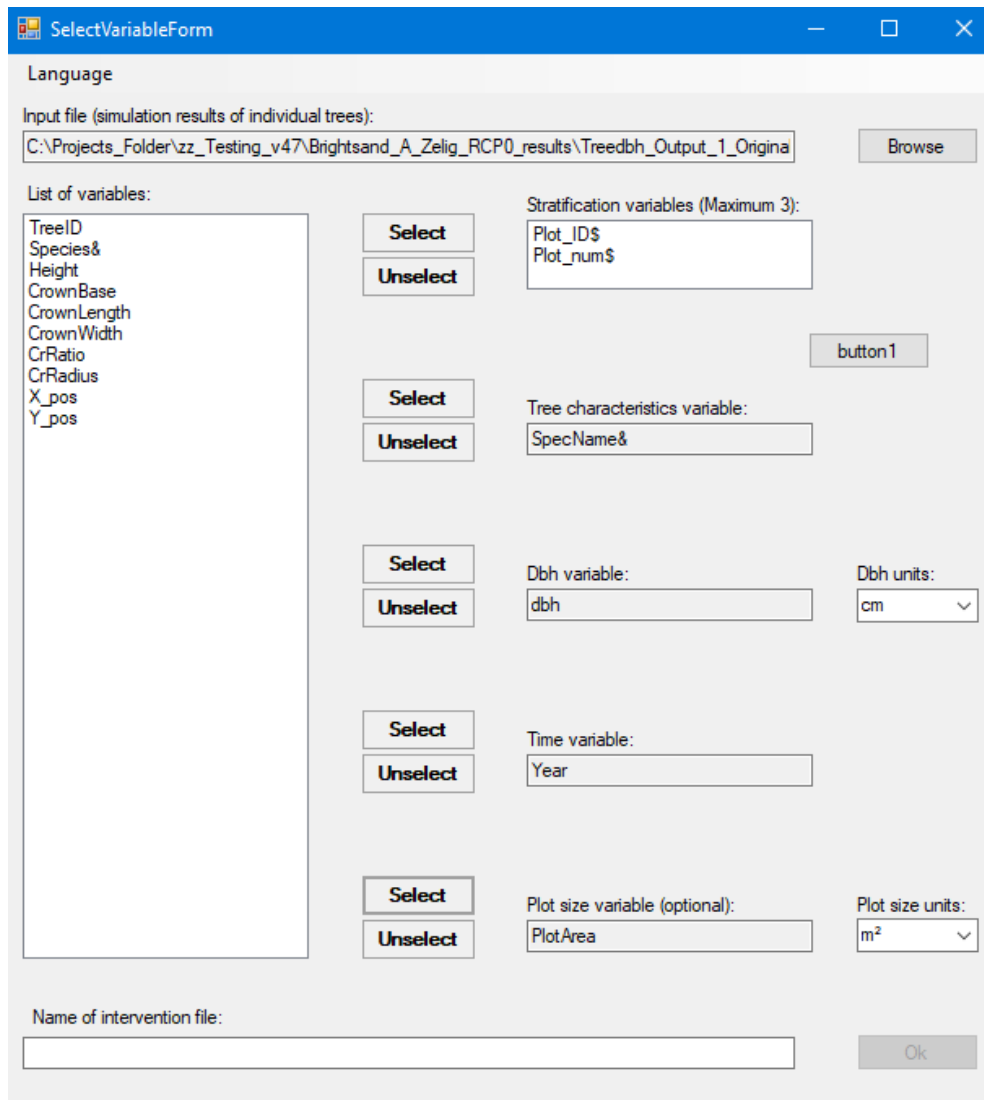 SelectVariableForm
Language
Input file (simulation results of individual trees):
C:\Projects_Folder\zz_Testing_v47\Brightsand_A_Zelig_RCP0_results\Treedbh_Output_1_Origina
Browse
List of variables:
TreeID
Species&
Height
CrownBase
CrownLength
CrownWidth
CrRatio
CrRadius
X_pos
Y_pos
Select
Unselect
Stratification variables (Maximum 3):
Plot_ID$
Plot_num$
button1
Select
Unselect
Tree characteristics variable:
SpecName&
Select
Unselect
Dbh variable:
dbh
Dbh units:
cm
Select
Unselect
Time variable:
Year
Select
Unselect
Plot size variable (optional):
PlotArea
Plot size units:
m²
Name of intervention file:
Ok